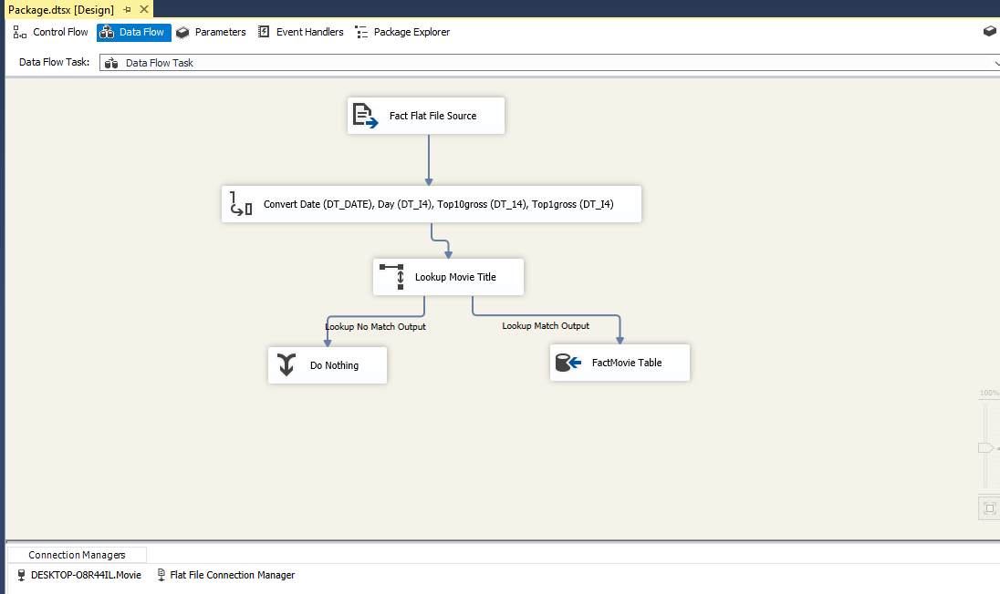 Package.dtsx [Design]
Control Flow Data Flow Parameters Event Handlers Package Explorer
Data Flow Task: Data Flow Task
Fact Flat File Source
Convert Date (DT_DATE), Day (DT_I4), Top10gross (DT_14), Top1gross (DT_I4)
Lookup Movie Title
Lookup No Match Output Lookup Match Output
Do Nothing FactMovie Table
100%
Connection Managers
DESKTOP-O8R44IL.Movie Flat File Connection Manager